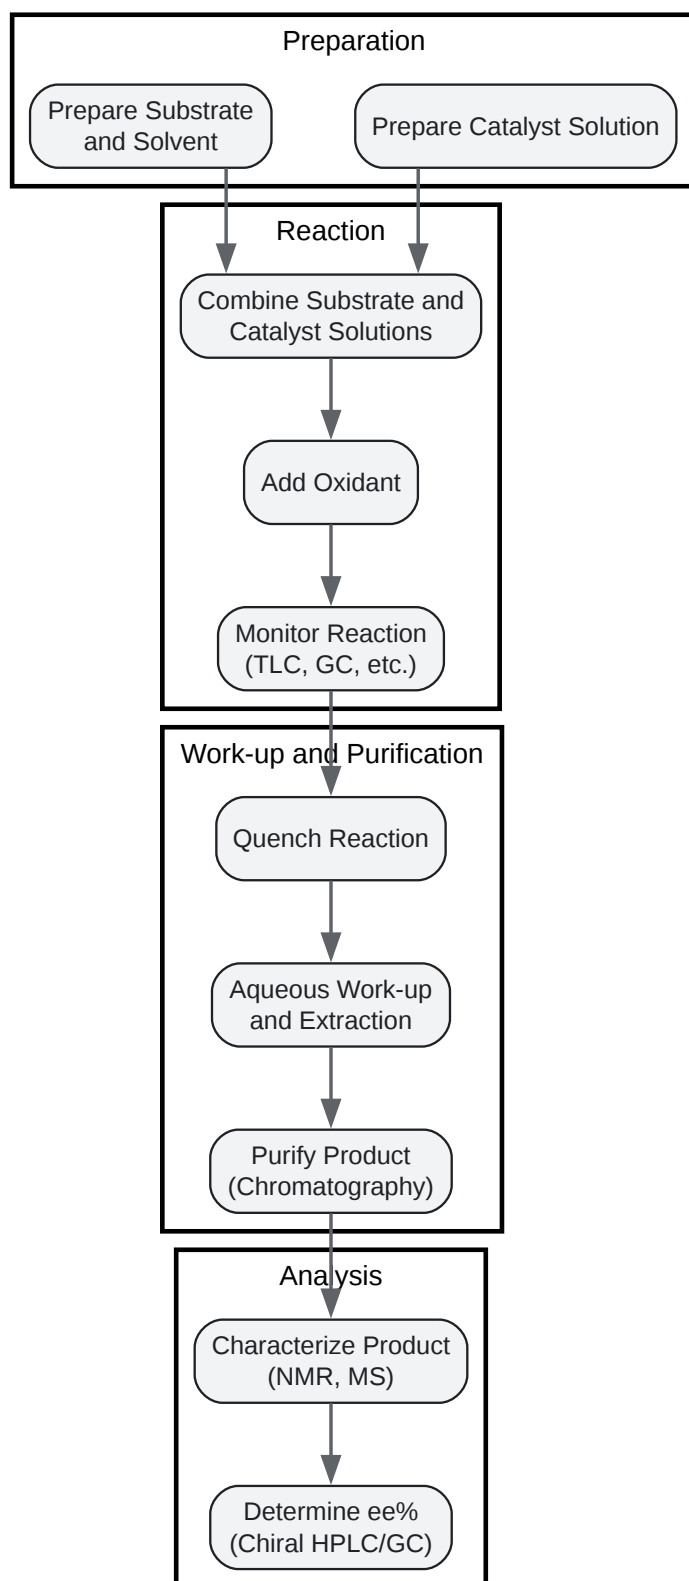 Preparation
Prepare Substrate
and Solvent
Prepare Catalyst Solution
Reaction
Combine Substrate and
Catalyst Solutions
Add Oxidant
Monitor Reaction
(TLC, GC, etc.)
Work-up and Purification
Quench Reaction
Aqueous Work-up
and Extraction
Purify Product
(Chromatography)
Analysis
Characterize Product
(NMR, MS)
Determine ee%
(Chiral HPLC/GC)